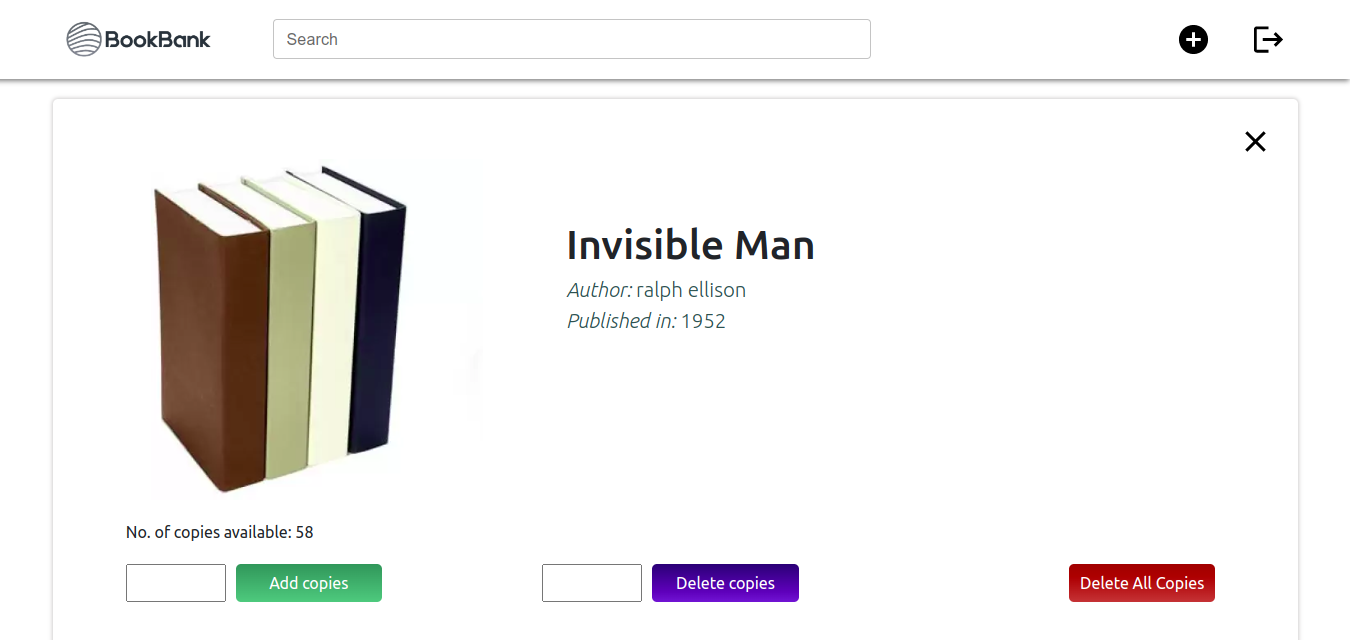 BookBank
Search
Invisible Man
Author: ralph ellison
Published in: 1952
No. of copies available: 58
Add copies
Delete copies
Delete All Copies